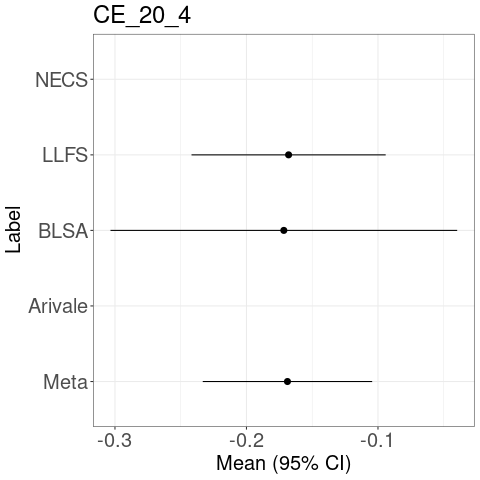 CE_20_4
Label
NECS
LLFS
BLSA
Arivale
Meta
-0.3 -0.2 -0.1
Mean (95% CI)